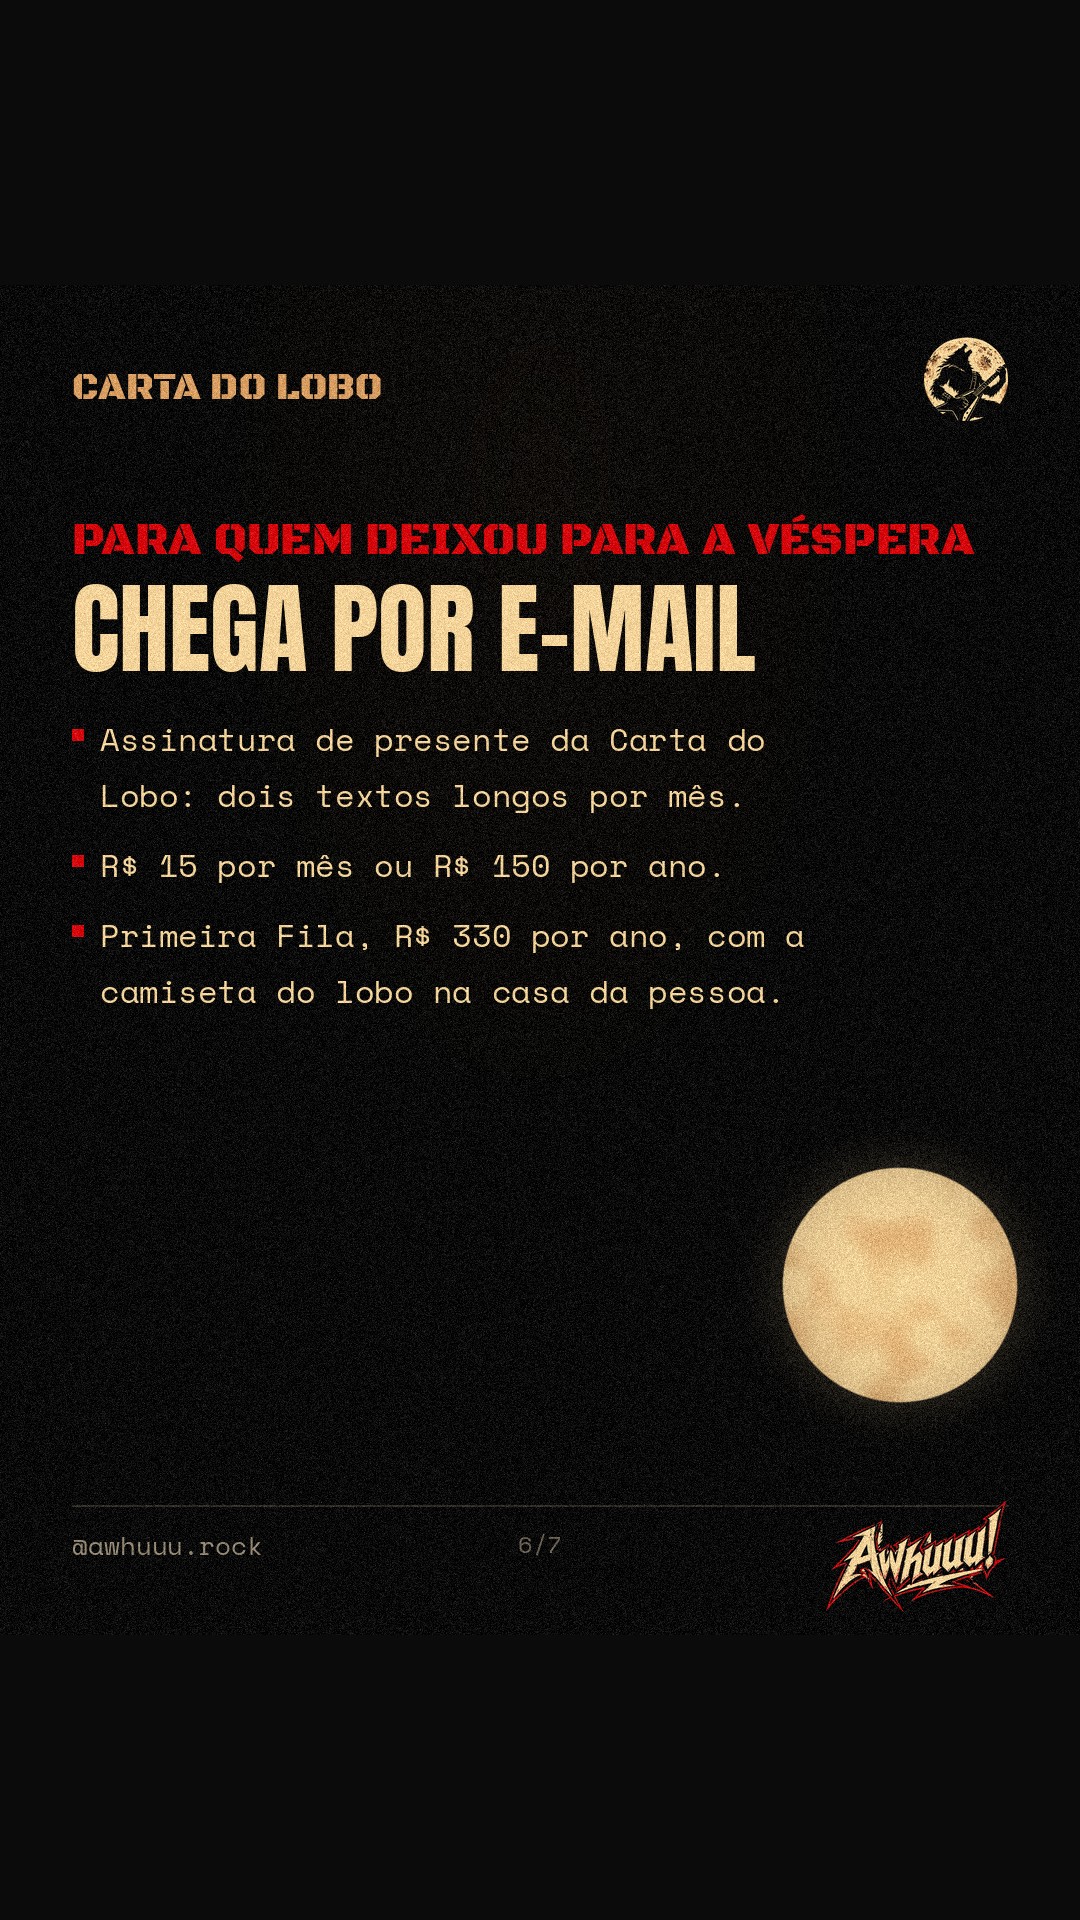 CARTA DO LOBO
PARA QUEM DEIXOU PARA A VÉSPERA
CHEGA POR E-MAIL
Assinatura de presente da Carta do
Lobo: dois textos longos por mês.
R$ 15 por mês ou R$ 150 por ano.
Primeira Fila, R$ 330 por ano, com a
camiseta do lobo na casa da pessoa.
@awhuuu.rock
6/7
Awhuuu!